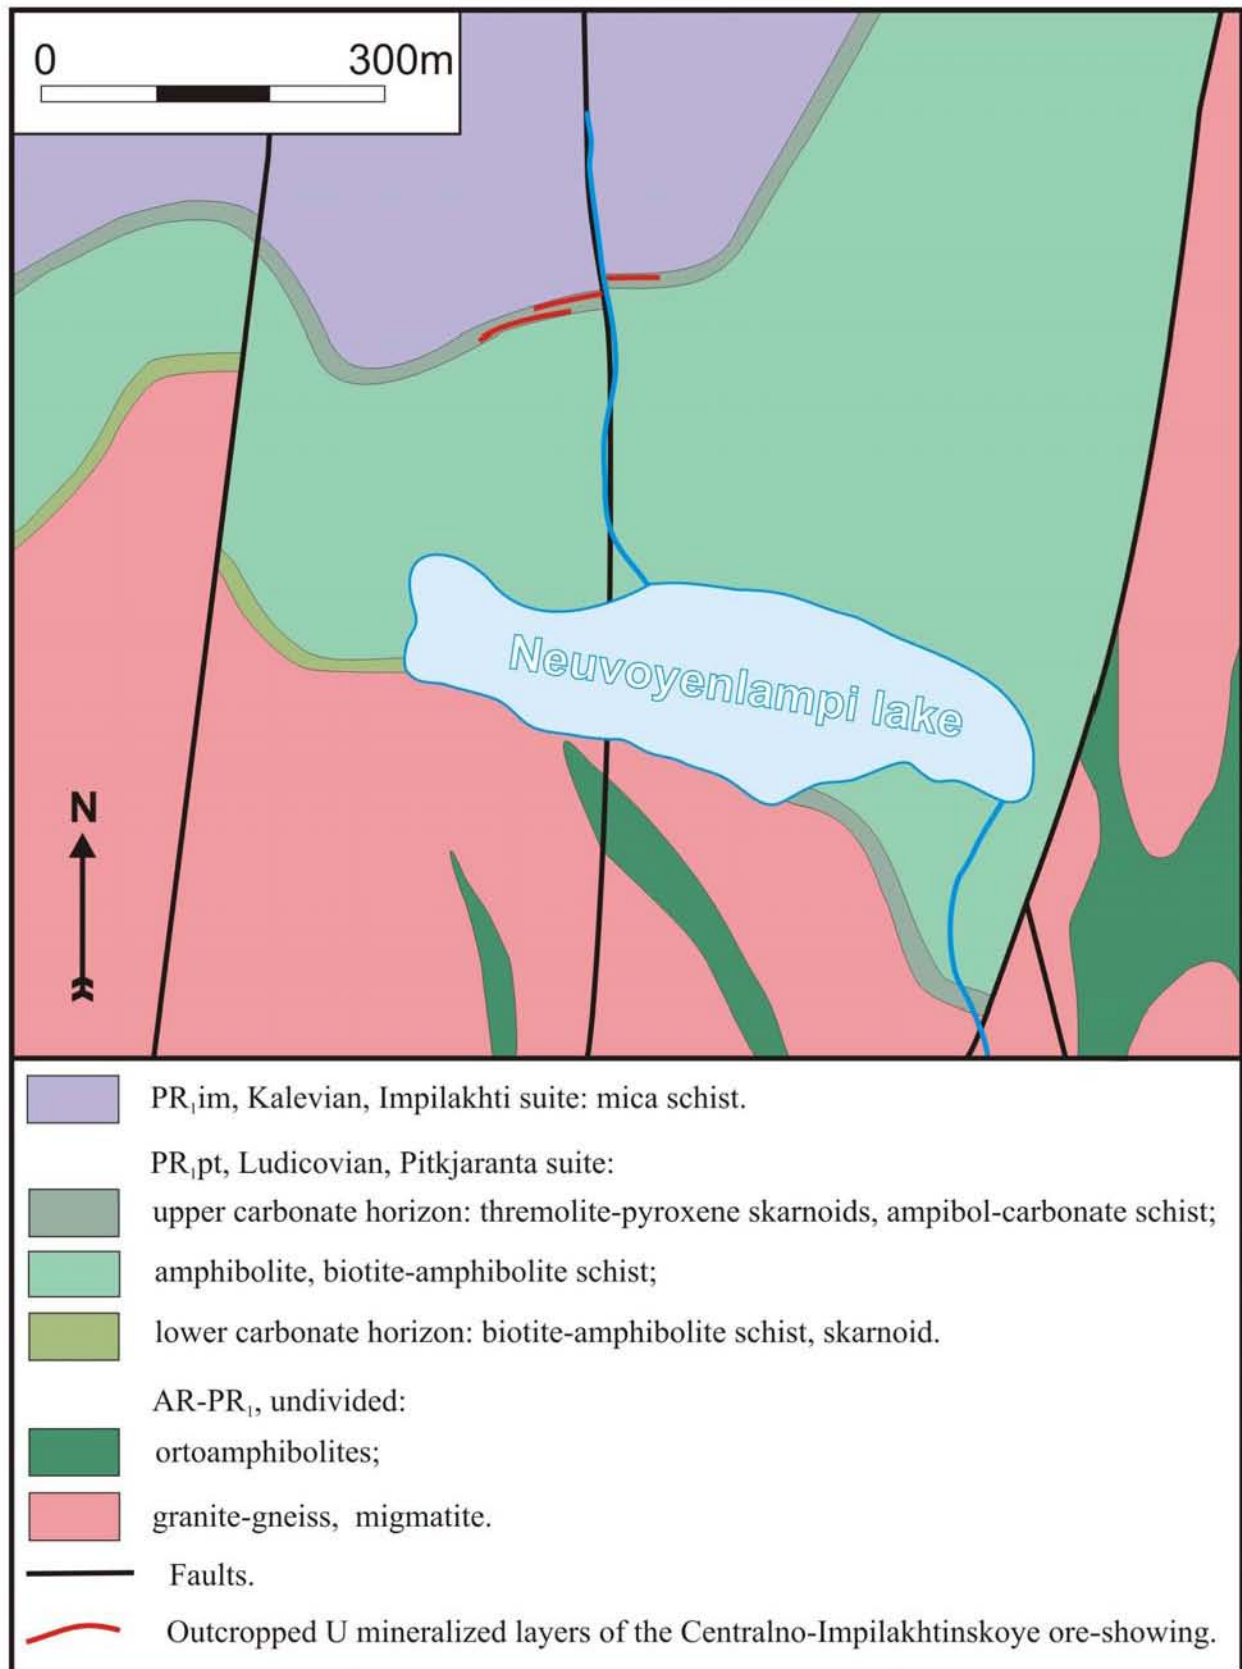 0 300m
Neuvoyenlampi lake
N
PR₁im, Kalevian, Impilakhti suite: mica schist.
PR₁pt, Ludicovian, Pitkjaranta suite:
upper carbonate horizon: thremolite-pyroxene skarnoids, ampibol-carbonate schist;
amphibolite, biotite-amphibolite schist;
lower carbonate horizon: biotite-amphibolite schist, skarnoid.
AR-PR₁, undivided:
ortoamphibolites;
granite-gneiss, migmatite.
Faults.
Outcropped U mineralized layers of the Centralno-Impilakhtinskoye ore-showing.